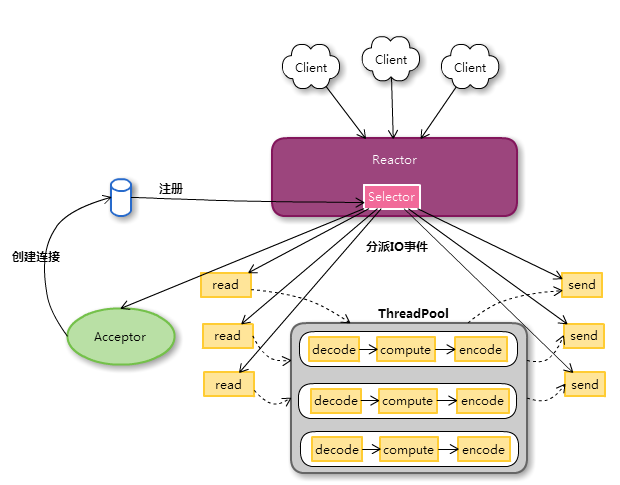 Client
Client
Client
Reactor
注册
Selector
创建连接
分派IO事件
read
send
ThreadPool
Acceptor
read
decode
compute
encode
send
read
send
decode
compute
encode
decode
compute
encode